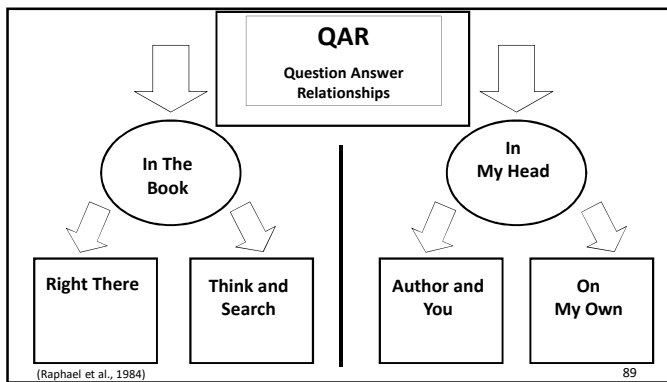 QAR
Question Answer
Relationships
In The
Book
In
My Head
Right There
Think and
Search
Author and
You
On
My Own
(Raphael et al., 1984)
89